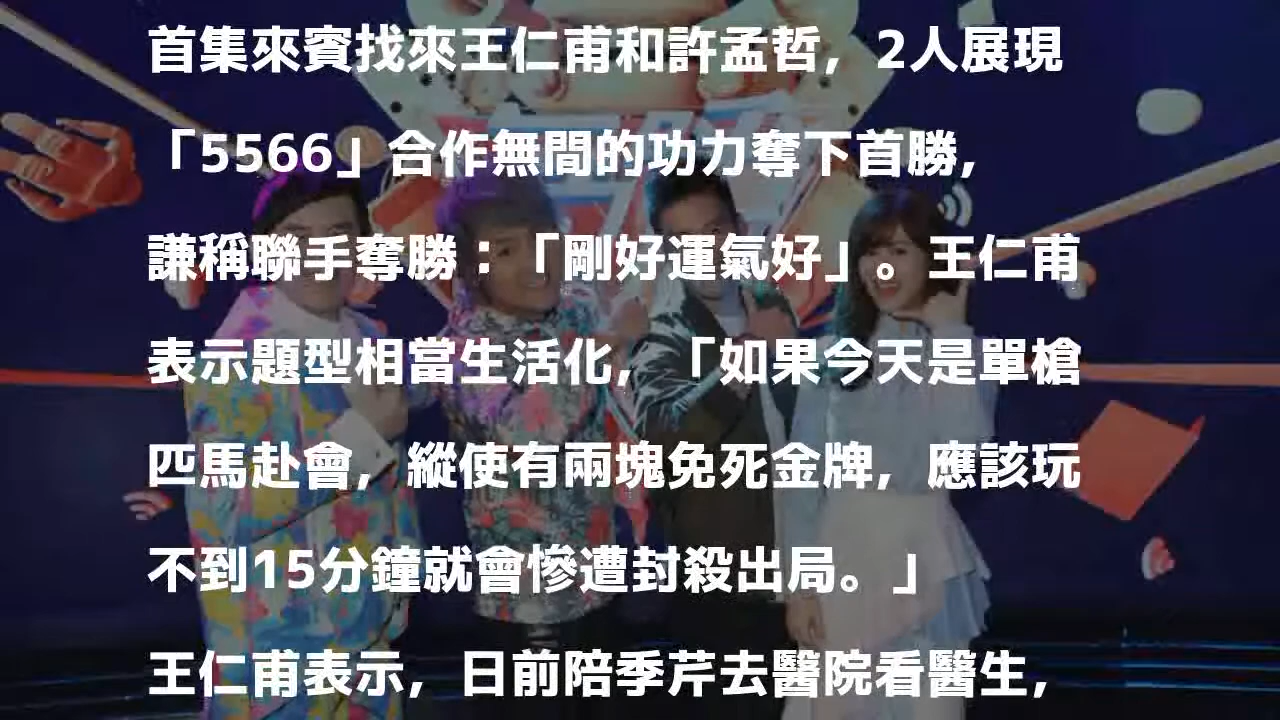 首集來賓找來王仁甫和許孟哲，2人展現
「5566」合作無間的功力奪下首勝，
謙稱聯手奪勝：「剛好運氣好」。王仁甫
表示題型相當生活化，「如果今天是單槍
匹馬赴會，縱使有兩塊免死金牌，應該玩
不到15分鐘就會慘遭封殺出局。」
王仁甫表示，日前陪季芹去醫院看醫生，